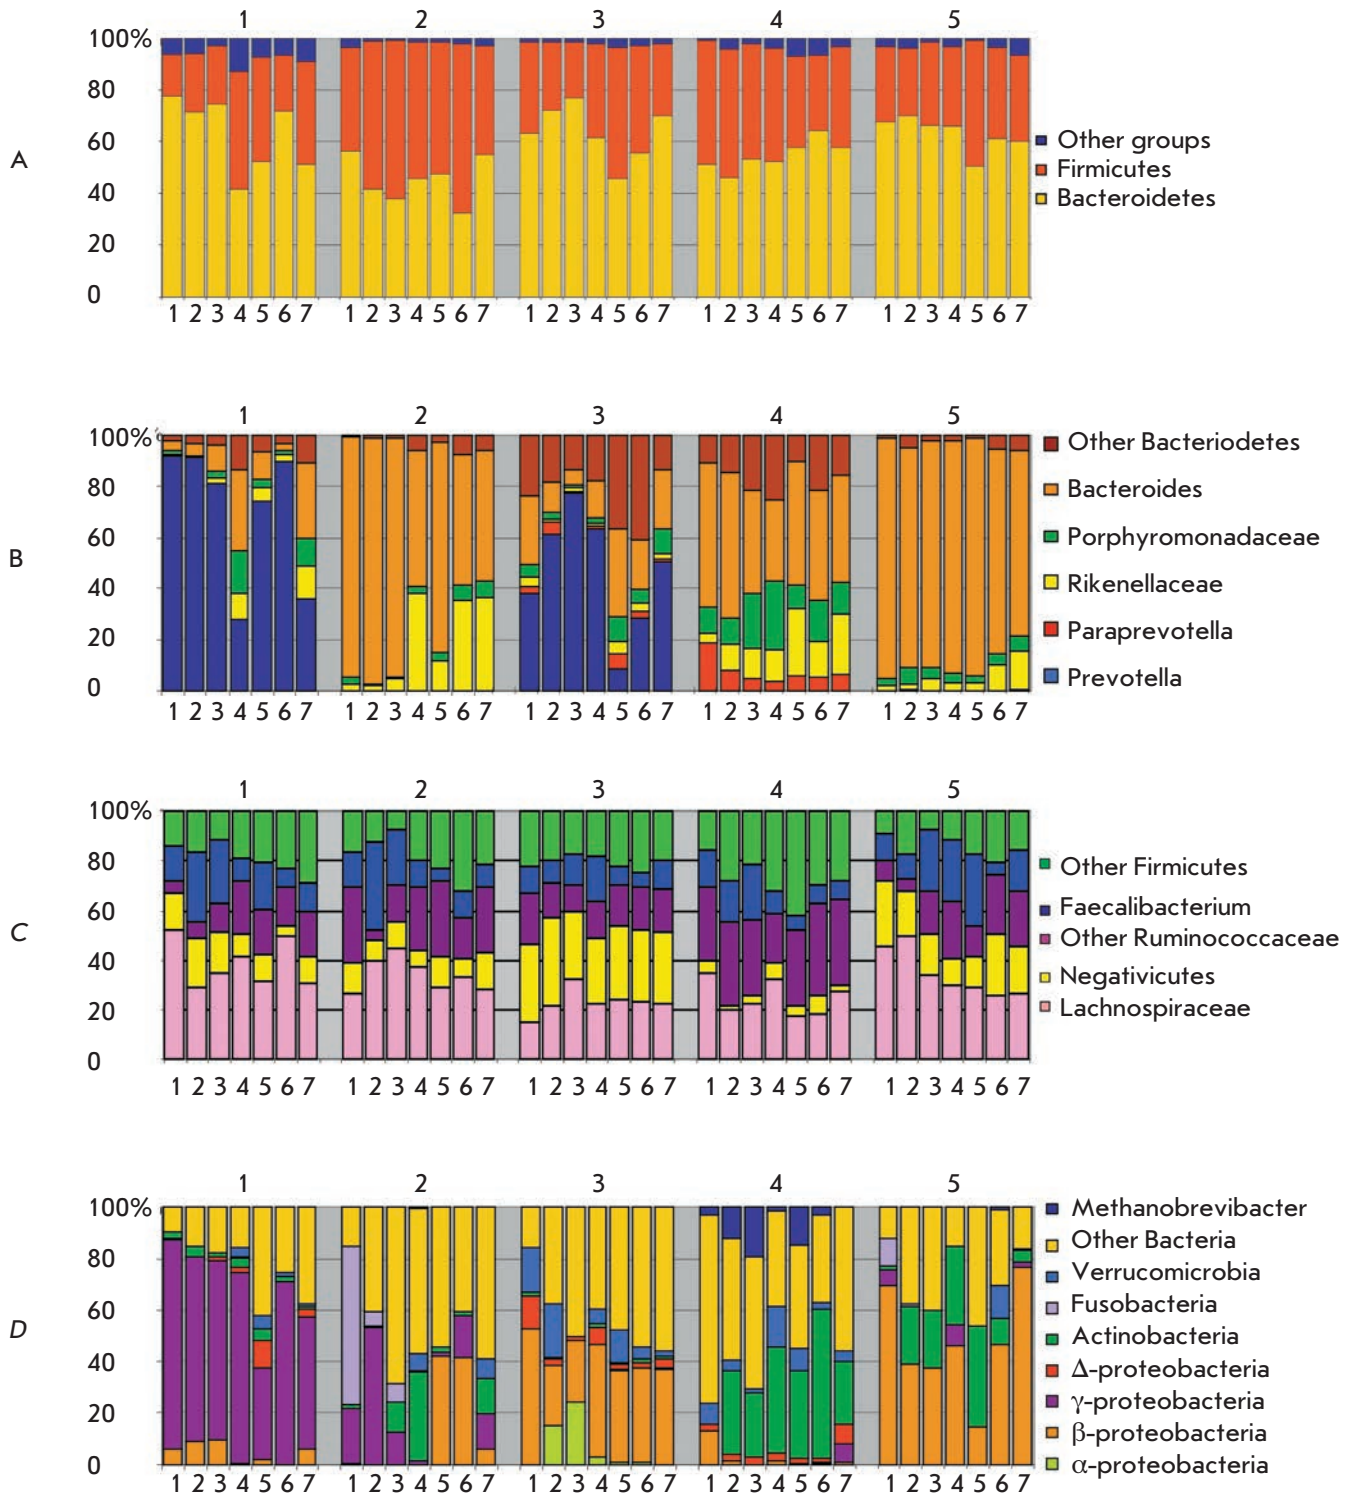 1 2 3 4 5
100%
80
60
40
20
0
A
Other groups
Firmicutes
Bacteroidetes
1 2 3 4 5 6 7 1 2 3 4 5 6 7 1 2 3 4 5 6 7 1 2 3 4 5 6 7 1 2 3 4 5 6 7
1 2 3 4 5
100%
80
60
40
20
0
B
Other Bacteriodetes
Bacteroides
Porphyromonadaceae
Rikenellaceae
Paraprevotella
Prevotella
1 2 3 4 5 6 7 1 2 3 4 5 6 7 1 2 3 4 5 6 7 1 2 3 4 5 6 7 1 2 3 4 5 6 7
1 2 3 4 5
100%
80
60
40
20
0
C
Other Firmicutes
Faecalibacterium
Other Ruminococcaceae
Negativicutes
Lachnospiraceae
1 2 3 4 5 6 7 1 2 3 4 5 6 7 1 2 3 4 5 6 7 1 2 3 4 5 6 7 1 2 3 4 5 6 7
1 2 3 4 5
100%
80
60
40
20
0
D
Methanobrevibacter
Other Bacteria
Verrucomicrobia
Fusobacteria
Actinobacteria
Δ-proteobacteria
γ-proteobacteria
β-proteobacteria
α-proteobacteria
1 2 3 4 5 6 7 1 2 3 4 5 6 7 1 2 3 4 5 6 7 1 2 3 4 5 6 7 1 2 3 4 5 6 7